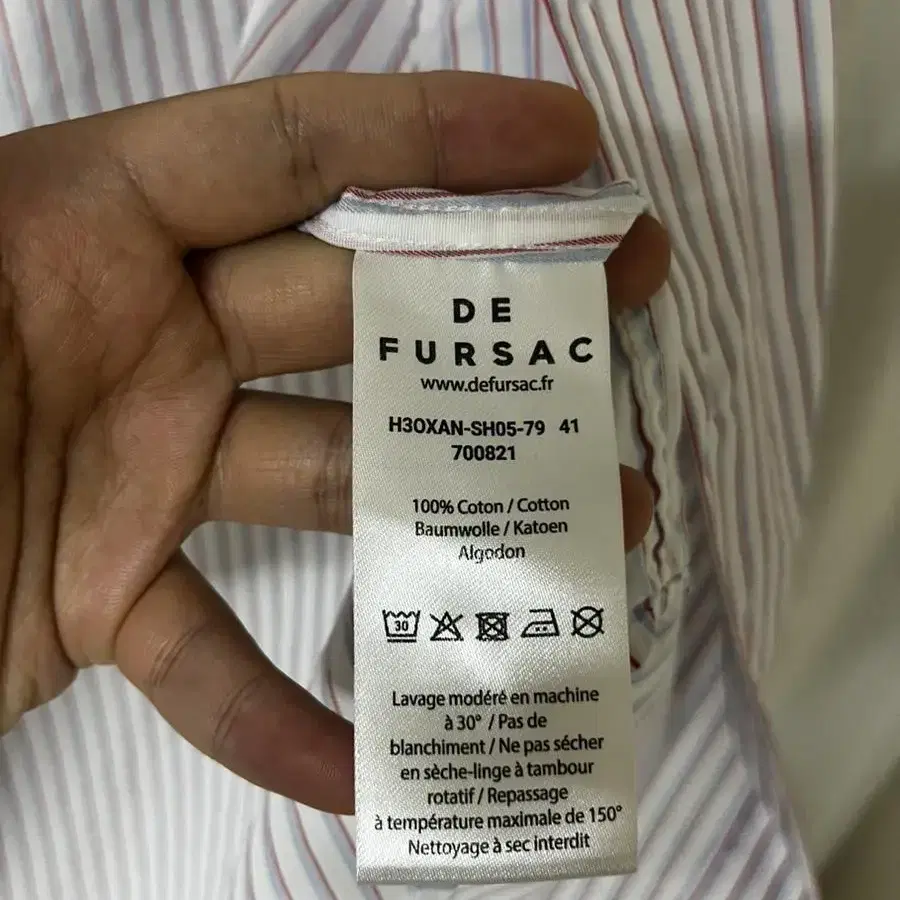 DE
FURSAC
www.defursac.fr
H3OXAN-SH05-79 41
700821
100% Coton / Cotton
Baumwolle / Katoen
Algodon
30
Lavage modéré en machine
à 30° / Pas de
blanchiment / Ne pas sécher
en sèche-linge à tambour
rotatif / Repassage
à température maximale de 150°
Nettoyage à sec interdit